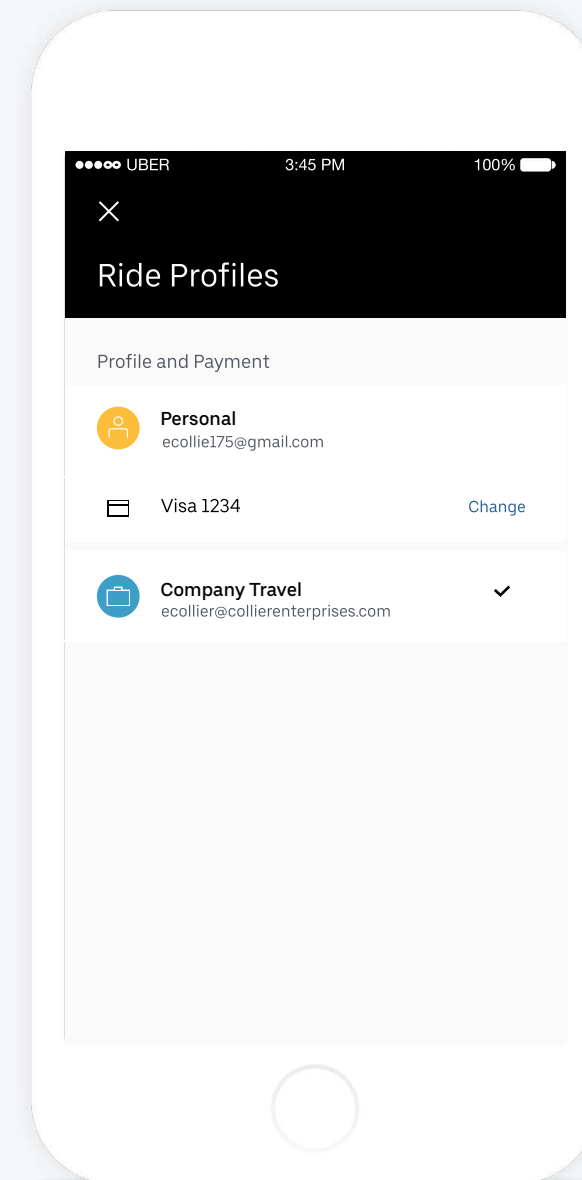 UBER 3:45 PM 100%
Ride Profiles
Profile and Payment
Personal
ecollie175@gmail.com
Visa 1234 Change
Company Travel
ecollier@collierenterprises.com